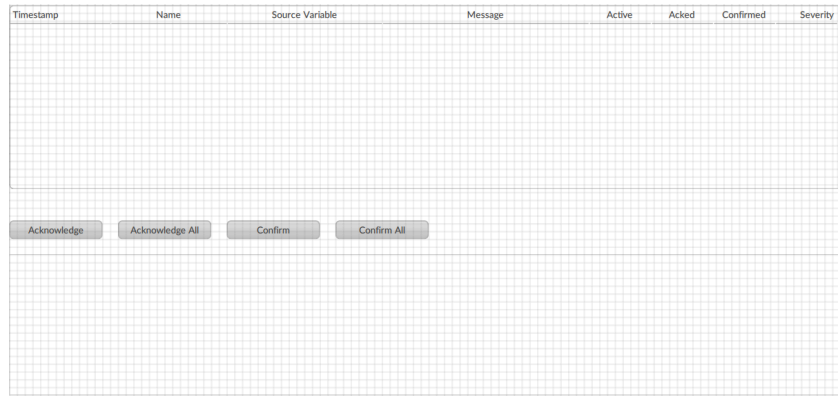 Timestamp Name Source Variable Message Active Acked Confirmed Severity
Acknowledge Acknowledge All Confirm Confirm All